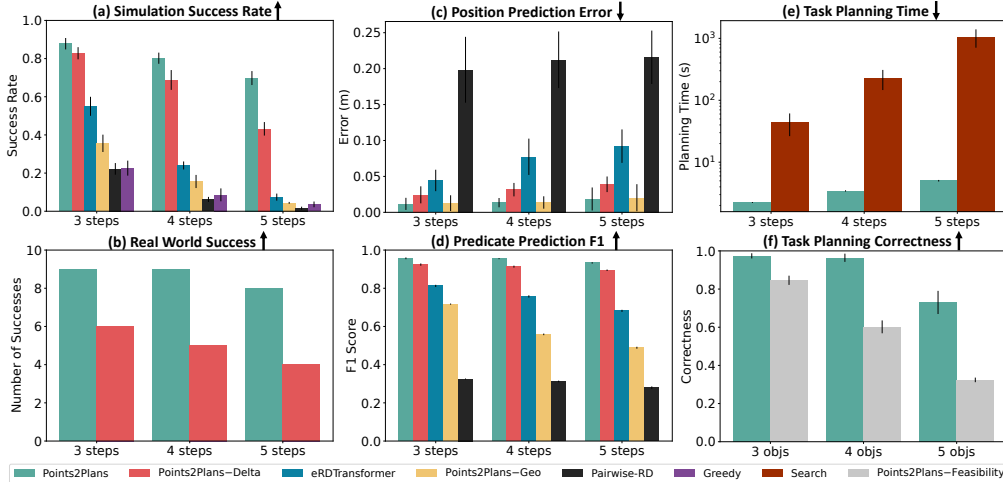 (a) Simulation Success Rate
Success Rate
1.0
0.8
0.6
0.4
0.2
0.0
3 steps
4 steps
5 steps
(c) Position Prediction Error
Error (m)
0.25
0.20
0.15
0.10
0.05
0.00
3 steps
4 steps
5 steps
(e) Task Planning Time
Planning Time (s)
10³
10²
10¹
3 steps
4 steps
5 steps
(b) Real World Success
Number of Successes
10
8
6
4
2
0
3 steps
4 steps
5 steps
(d) Predicate Prediction F1
F1 Score
1.0
0.8
0.6
0.4
0.2
0.0
3 steps
4 steps
5 steps
(f) Task Planning Correctness
Correctness
1.0
0.8
0.6
0.4
0.2
0.0
3 objs
4 objs
5 objs
Points2Plans
Points2Plans−Delta
eRDTransformer
Points2Plans−Geo
Pairwise-RD
Greedy
Search
Points2Plans−Feasibility